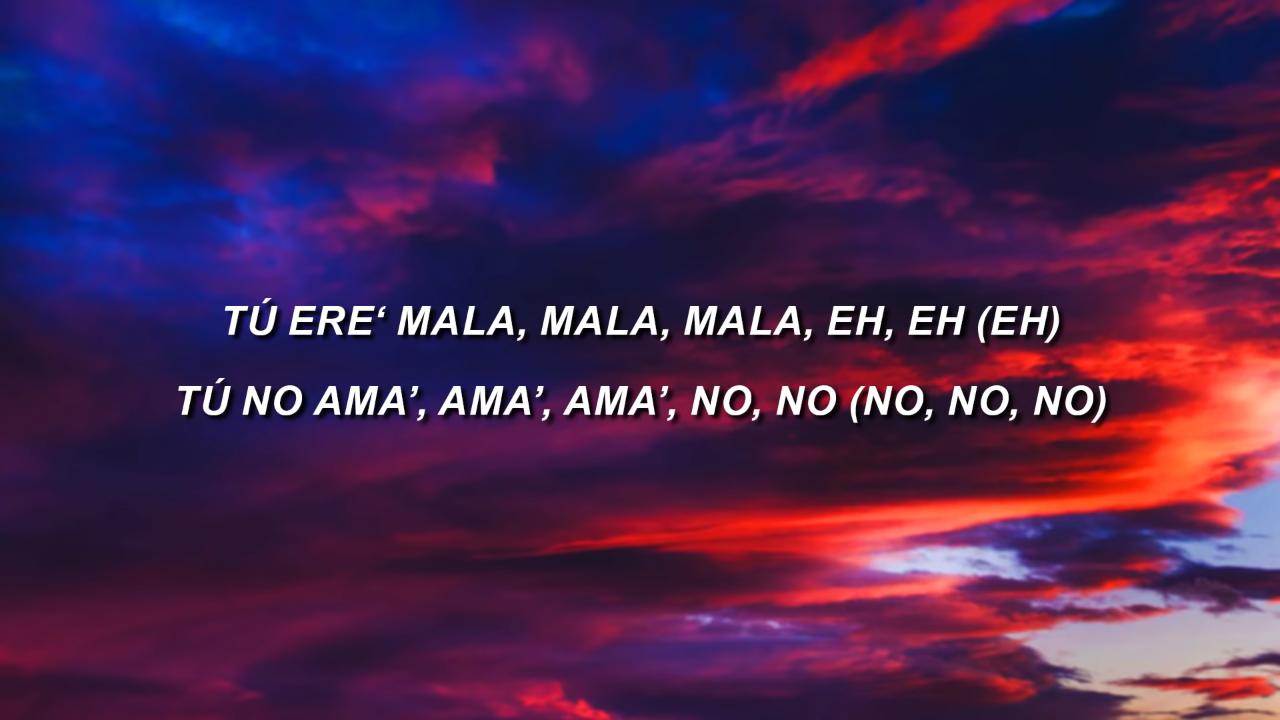 TÚ ERE‘ MALA, MALA, MALA, EH, EH (EH)
TÚ NO AMA’, AMA’, AMA’, NO, NO (NO, NO, NO)